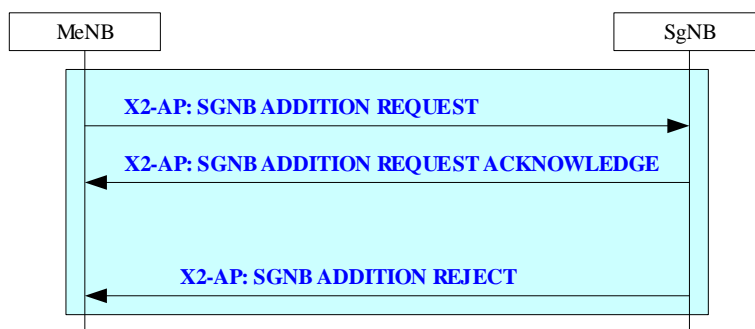 MeNB
SgNB
X2-AP: SGNB ADDITION REQUEST
X2-AP: SGNB ADDITION REQUEST ACKNOWLEDGE
X2-AP: SGNB ADDITION REJECT